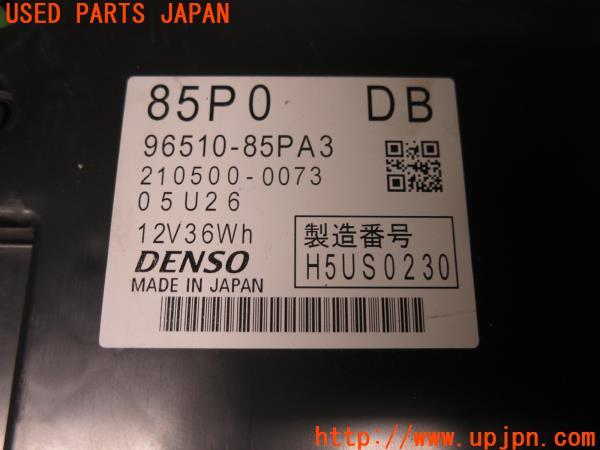 USED PARTS JAPAN
85P0 DB
96510-85PA3
210500-0073
05U26
12V36Wh
製造番号
H5US0230
DENSO
MADE IN JAPAN
http://www.upjpn.com